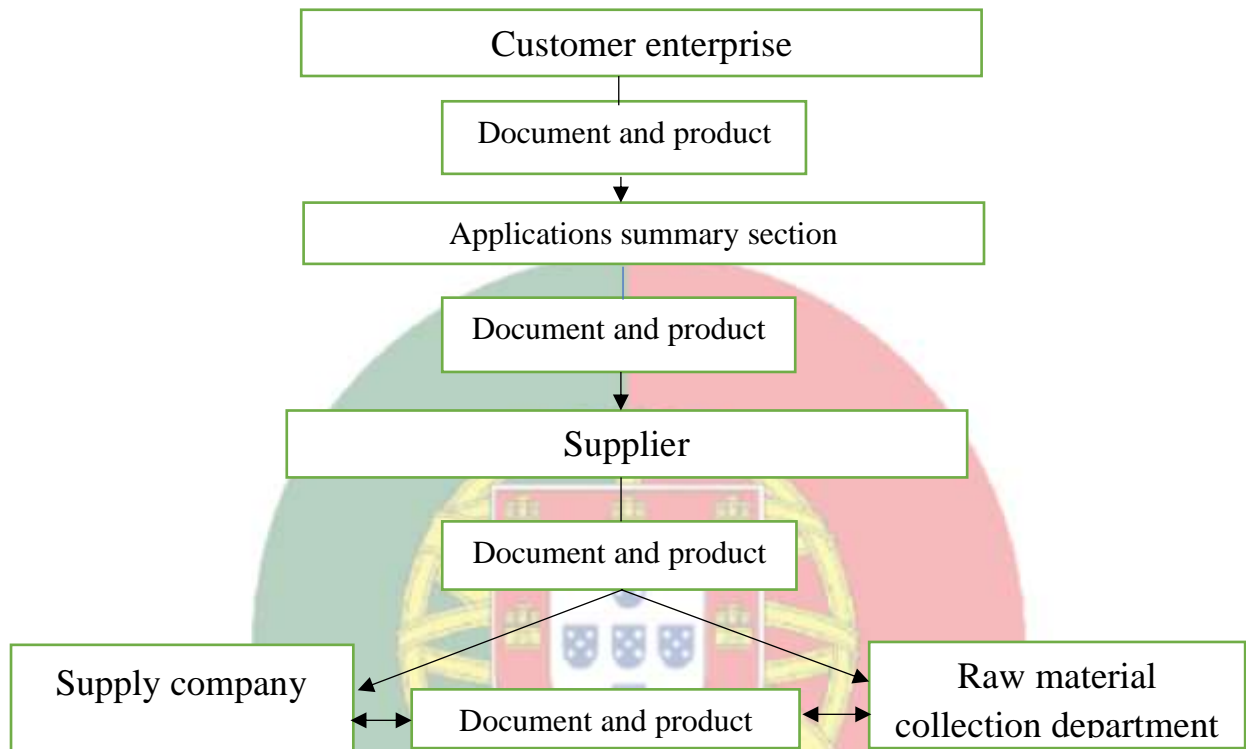 Customer enterprise
Document and product
Applications summary section
Document and product
Supplier
Document and product
Supply company
Document and product
Raw material
collection department